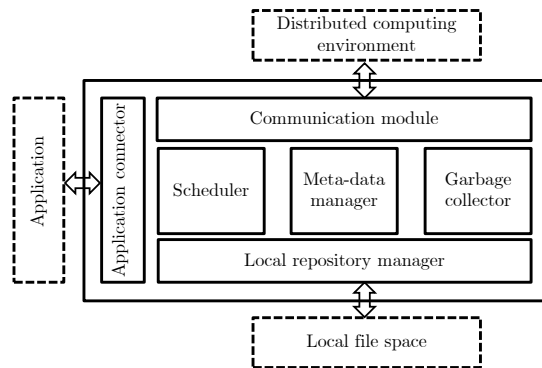 Distributed computing
environment
Application
Application connector
Communication module
Scheduler
Meta-data
manager
Garbage
collector
Local repository manager
Local file space